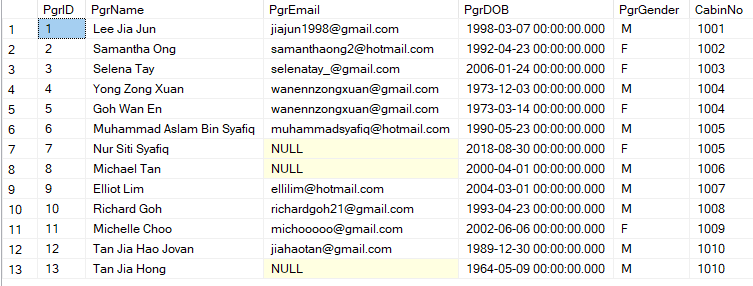 PgrID PgrName PgrEmail PgrDOB PgrGender CabinNo
1 1 Lee Jia Jun jiajun1998@gmail.com 1998-03-07 00:00:00.000 M 1001
2 2 Samantha Ong samanthaong2@hotmail.com 1992-04-23 00:00:00.000 F 1002
3 3 Selena Tay selenatay_@gmail.com 2006-01-24 00:00:00.000 F 1003
4 4 Yong Zong Xuan wanennzongxuan@gmail.com 1973-12-03 00:00:00.000 M 1004
5 5 Goh Wan En wanennzongxuan@gmail.com 1973-03-14 00:00:00.000 F 1004
6 6 Muhammad Aslam Bin Syafiq muhammadsyafiq@hotmail.com 1990-05-23 00:00:00.000 M 1005
7 7 Nur Siti Syafiq NULL 2018-08-30 00:00:00.000 F 1005
8 8 Michael Tan NULL 2000-04-01 00:00:00.000 M 1006
9 9 Elliot Lim ellilim@hotmail.com 2004-03-01 00:00:00.000 M 1007
10 10 Richard Goh richardgoh21@gmail.com 1993-04-23 00:00:00.000 M 1008
11 11 Michelle Choo michooooo@gmail.com 2002-06-06 00:00:00.000 F 1009
12 12 Tan Jia Hao Jovan jiahaotan@gmail.com 1989-12-30 00:00:00.000 M 1010
13 13 Tan Jia Hong NULL 1964-05-09 00:00:00.000 M 1010